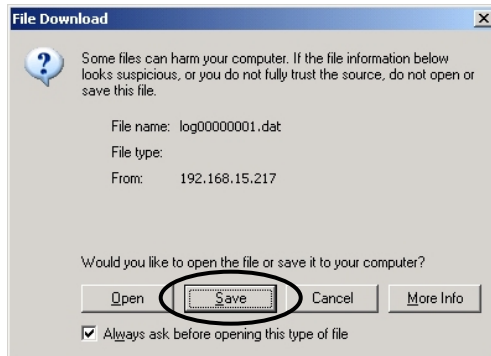 File Download
Some files can harm your computer. If the file information below
looks suspicious, or you do not fully trust the source, do not open or
save this file.
File name: log00000001.dat
File type:
From: 192.168.15.217
Would you like to open the file or save it to your computer?
Open Save Cancel More Info
Always ask before opening this type of file